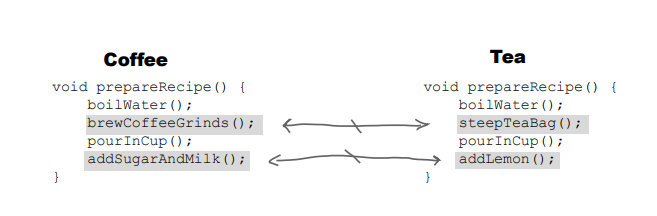 Coffee
void prepareRecipe() {
boilWater();
brewCoffeeGrinds();
pourInCup();
addSugarAndMilk();
}
Tea
void prepareRecipe() {
boilWater();
steepTeaBag();
pourInCup();
addLemon();
}